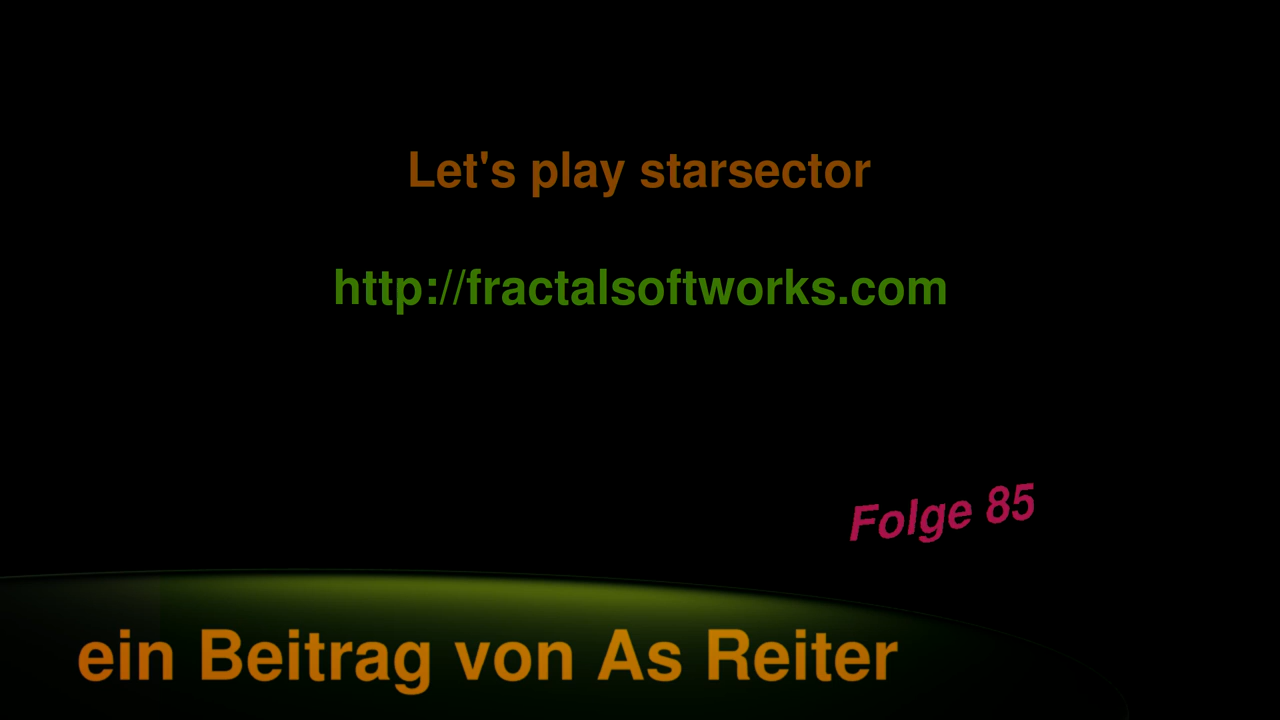 Let's play starsector
http://fractalsoftworks.com
Folge 85
ein Beitrag von As Reiter